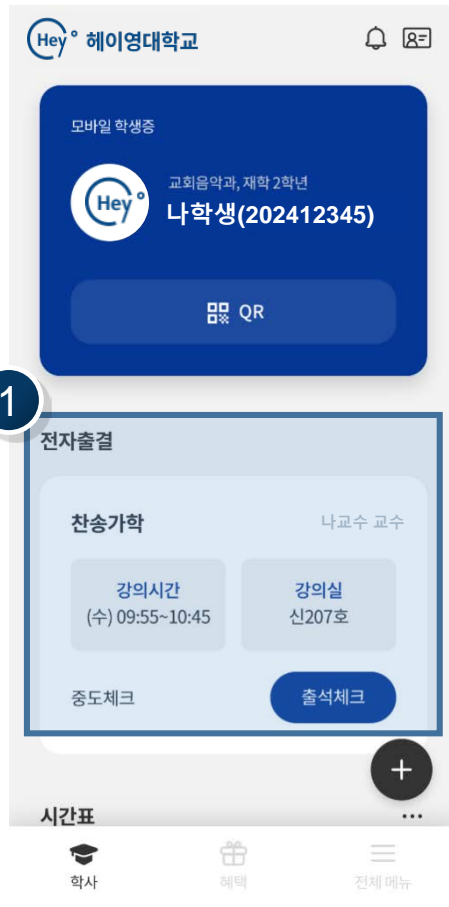 Hey 헤이영대학교
모바일 학생증
Hey
교회음악과, 재학 2학년
나학생(202412345)
QR
1
전자출결
찬송가학 나교수 교수
강의시간 강의실
(수) 09:55~10:45 신207호
중도체크 출석체크
+
시간표 ...
학사 혜택 전체 메뉴